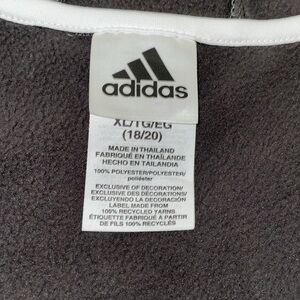 adidas
XL/TG/EG
(18/20)
MADE IN THAILAND
FABRIQUÉ EN THAÏLANDE
HECHO EN TAILANDIA
100% POLYESTER/POLYESTER/
poliéster
EXCLUSIVE OF DECORATION/
EXCLUSIVE DES DÉCORATIONS/
EXCLUYENDO LA DECORACIÓN
LABEL MADE FROM
100% RECYCLED YARNS
ÉTIQUETTE FABRIQUÉE À PARTIR
DE FILS 100% RECYCLÉS